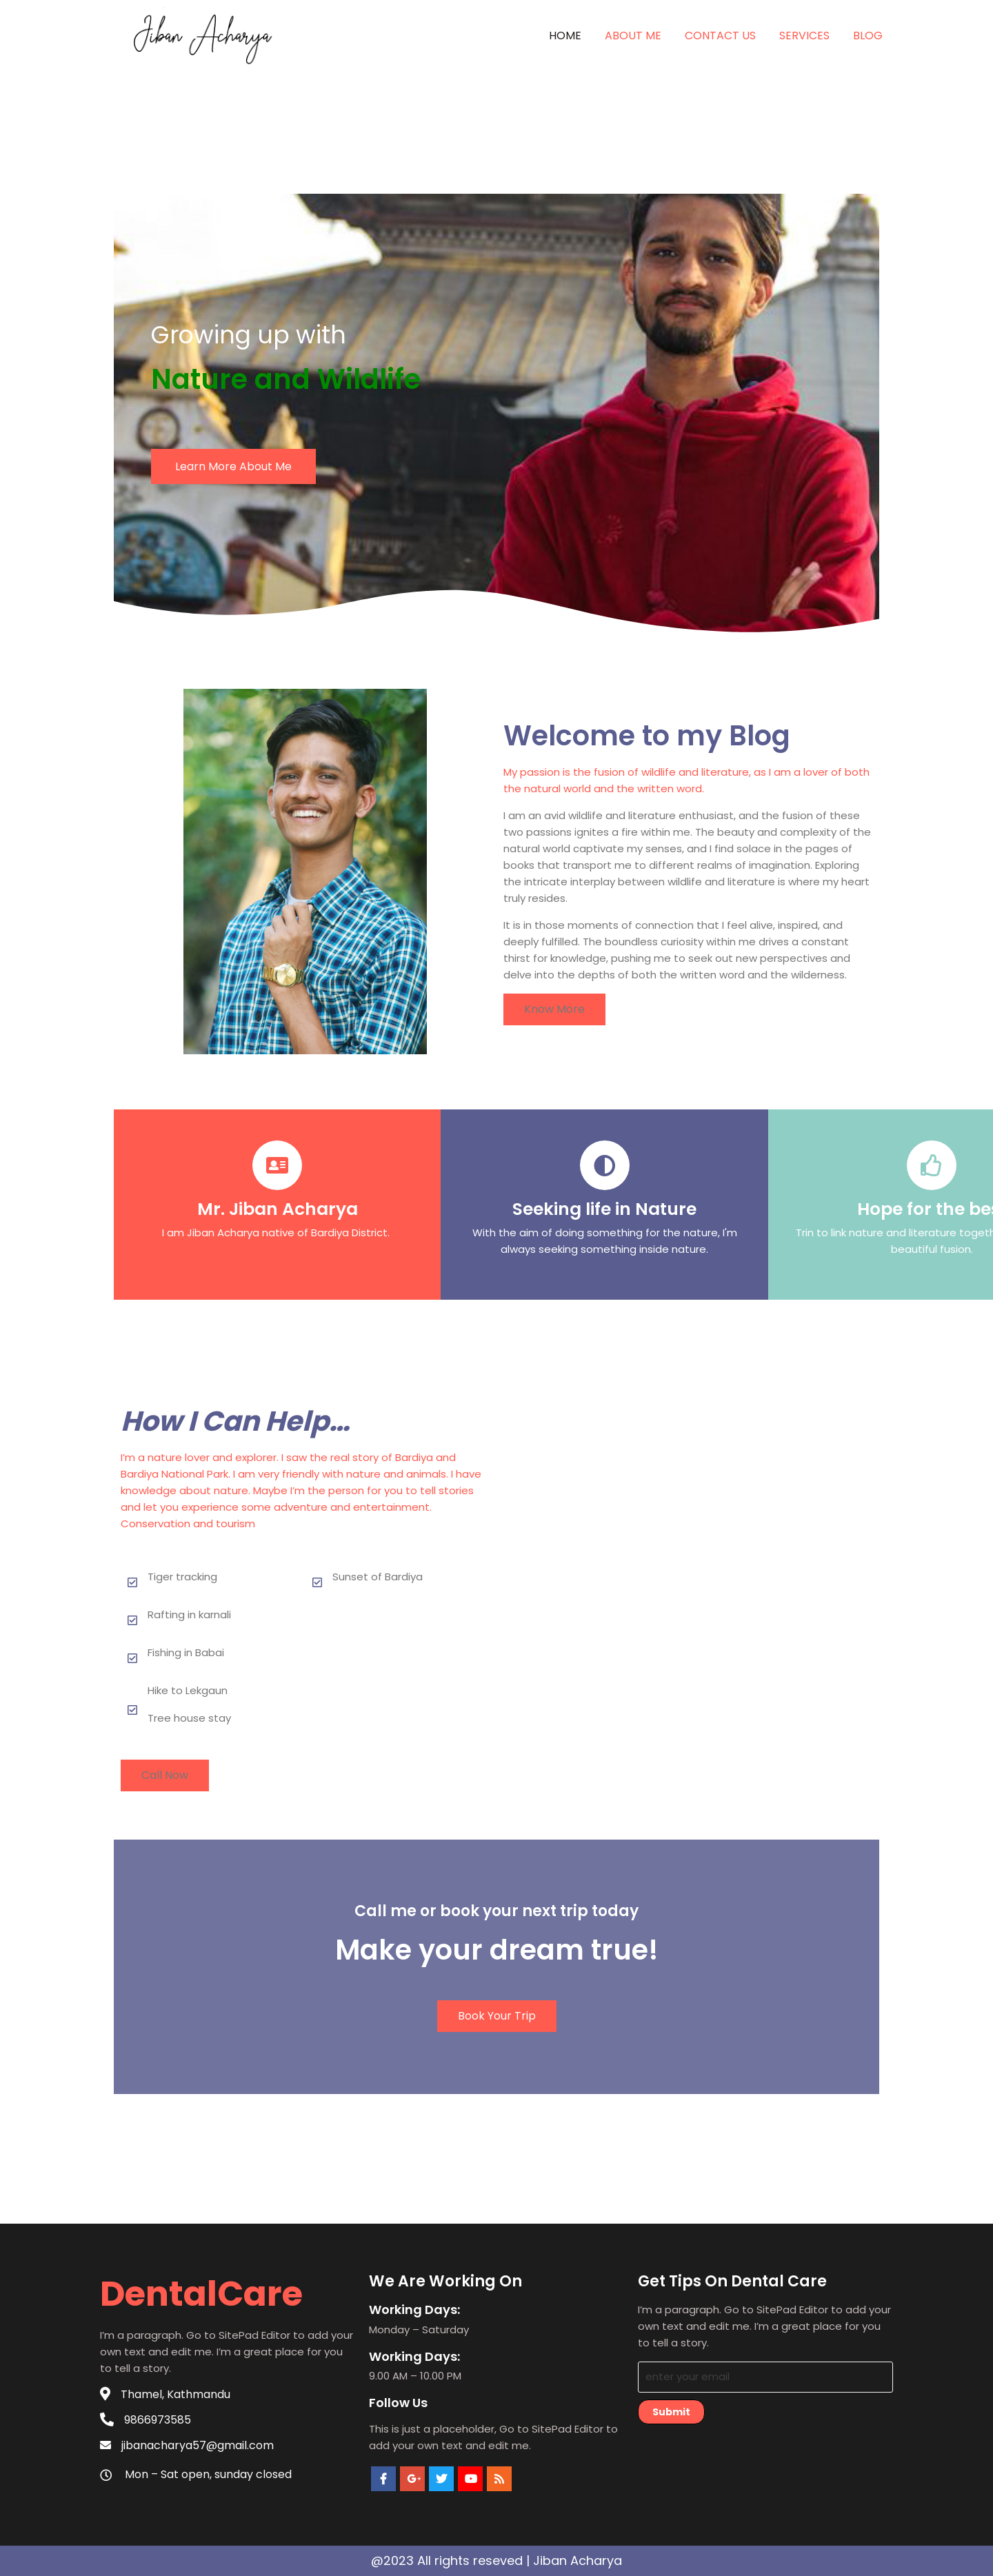 Jiban Acharya
HOME ABOUT ME CONTACT US SERVICES BLOG
Growing up with
Nature and Wildlife
Learn More About Me
Welcome to my Blog
My passion is the fusion of wildlife and literature, as I am a lover of both
the natural world and the written word.
I am an avid wildlife and literature enthusiast, and the fusion of these
two passions ignites a fire within me. The beauty and complexity of the
natural world captivate my senses, and I find solace in the pages of
books that transport me to different realms of imagination. Exploring
the intricate interplay between wildlife and literature is where my heart
truly resides.
It is in those moments of connection that I feel alive, inspired, and
deeply fulfilled. The boundless curiosity within me drives a constant
thirst for knowledge, pushing me to seek out new perspectives and
delve into the depths of both the written word and the wilderness.
Know More
Mr. Jiban Acharya
I am Jiban Acharya native of Bardiya District.
Seeking life in Nature
With the aim of doing something for the nature, I'm
always seeking something inside nature.
Hope for the bes
Trin to link nature and literature togeth
beautiful fusion.
How I Can Help...
I'm a nature lover and explorer. I saw the real story of Bardiya and
Bardiya National Park. I am very friendly with nature and animals. I have
knowledge about nature. Maybe I'm the person for you to tell stories
and let you experience some adventure and entertainment.
Conservation and tourism
Tiger tracking
Rafting in karnali
Fishing in Babai
Hike to Lekgaun
Tree house stay
Sunset of Bardiya
Call Now
Call me or book your next trip today
Make your dream true!
Book Your Trip
DentalCare
I'm a paragraph. Go to SitePad Editor to add your
own text and edit me. I'm a great place for you
to tell a story.
Thamel, Kathmandu
9866973585
jibanacharya57@gmail.com
Mon – Sat open, sunday closed
We Are Working On
Working Days:
Monday – Saturday
Working Days:
9.00 AM – 10.00 PM
Follow Us
This is just a placeholder, Go to SitePad Editor to
add your own text and edit me.
Get Tips On Dental Care
I'm a paragraph. Go to SitePad Editor to add your
own text and edit me. I'm a great place for you
to tell a story.
enter your email
Submit
@2023 All rights reseved | Jiban Acharya